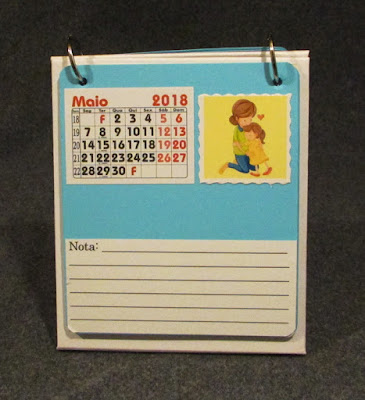 Maio 2018
Seg Ter Qua Qui Sex Sáb Dom
18 F 2 3 4 5 6
19 7 8 9 10 11 12 13
20 14 15 16 17 18 19 20
21 21 22 23 24 25 26 27
22 28 29 30 F
Nota: